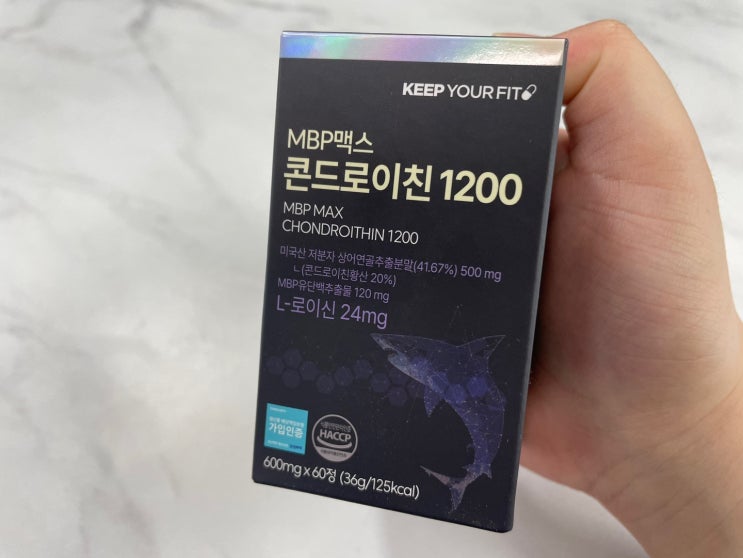 KEEP YOUR FIT
MBP맥스
콘드로이친 1200
MBP MAX
CHONDROITHIN 1200
미국산 저분자 상어연골추출분말(41.67%) 500 mg
ㄴ(콘드로이친황산 20%)
MBP유단백추출물 120 mg
L-로이신 24mg
가입인증
HACCP
600mg x 60정 (36g/125kcal)